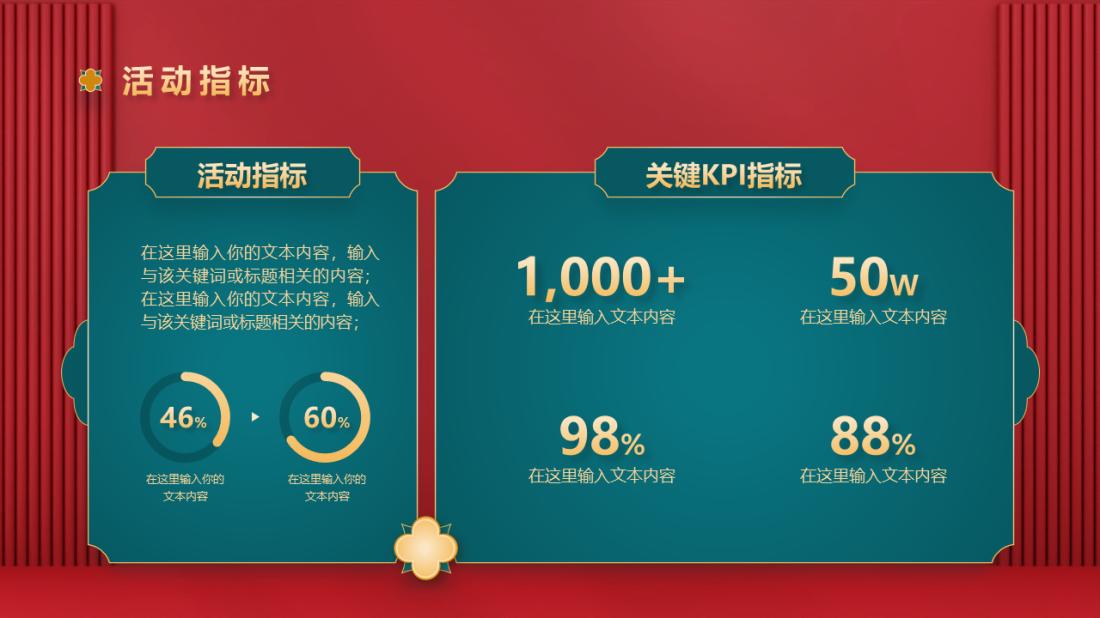 活动指标
活动指标
在这里输入你的文本内容，输入
与该关键词或标题相关的内容；
在这里输入你的文本内容，输入
与该关键词或标题相关的内容；
46%
60%
在这里输入你的
文本内容
在这里输入你的
文本内容
关键KPI指标
1,000+
在这里输入文本内容
50W
在这里输入文本内容
98%
在这里输入文本内容
88%
在这里输入文本内容